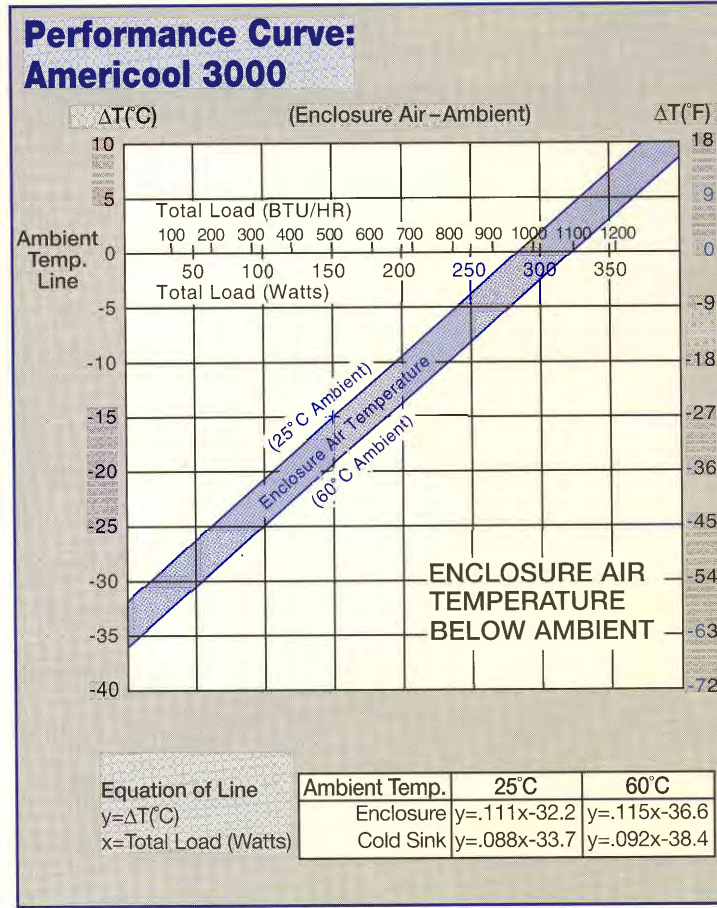 Performance Curve:
Americool 3000
ΔT(°C) (Enclosure Air–Ambient) ΔT(°F)
10 18
5 9
Total Load (BTU/HR)
100 200 300 400 500 600 700 800 900 1000 1100 1200
Ambient
Temp.
Line
0 0
50 100 150 200 250 300 350
Total Load (Watts)
-5 -9
-10 -18
(25°C Ambient)
Enclosure Air Temperature
(60°C Ambient)
-15 -27
-20 -36
-25 -45
-30 -54
ENCLOSURE AIR
TEMPERATURE
BELOW AMBIENT
-35 -63
-40 -72
Equation of Line
y=ΔT(°C)
x=Total Load (Watts)
Ambient Temp. 25°C 60°C
Enclosure y=.111x-32.2 y=.115x-36.6
Cold Sink y=.088x-33.7 y=.092x-38.4